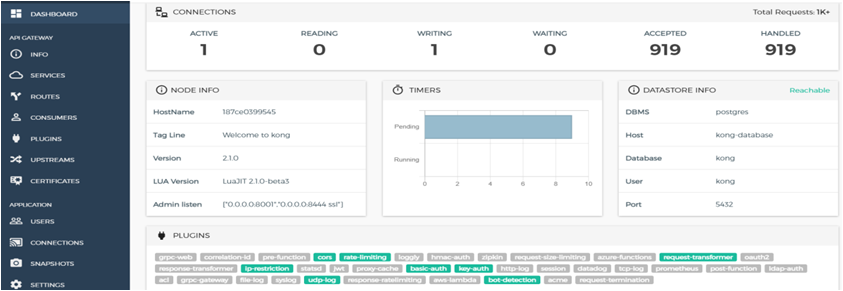 DASHBOARD
API GATEWAY
INFO
SERVICES
ROUTES
CONSUMERS
PLUGINS
UPSTREAMS
CERTIFICATES
APPLICATION
USERS
CONNECTIONS
SNAPSHOTS
SETTINGS
CONNECTIONS Total Requests: 1K+
ACTIVE READING WRITING WAITING ACCEPTED HANDLED
1 0 1 0 919 919
NODE INFO
HostName 187ce0399545
Tag Line Welcome to kong
Version 2.1.0
LUA Version LuaJIT 2.1.0-beta3
Admin listen ["0.0.0.0:8001","0.0.0.0:8444 ssl"]
TIMERS
Pending
Running
0 2 4 6 8 10
DATASTORE INFO Reachable
DBMS postgres
Host kong-database
Database kong
User kong
Port 5432
PLUGINS
grpc-web correlation-id pre-function cors rate-limiting loggly hmac-auth zipkin request-size-limiting azure-functions request-transformer oauth2
response-transformer ip-restriction statsd jwt proxy-cache basic-auth key-auth http-log session datadog tcp-log prometheus post-function ldap-auth
acl grpc-gateway file-log syslog udp-log response-ratelimiting aws-lambda bot-detection acme request-termination